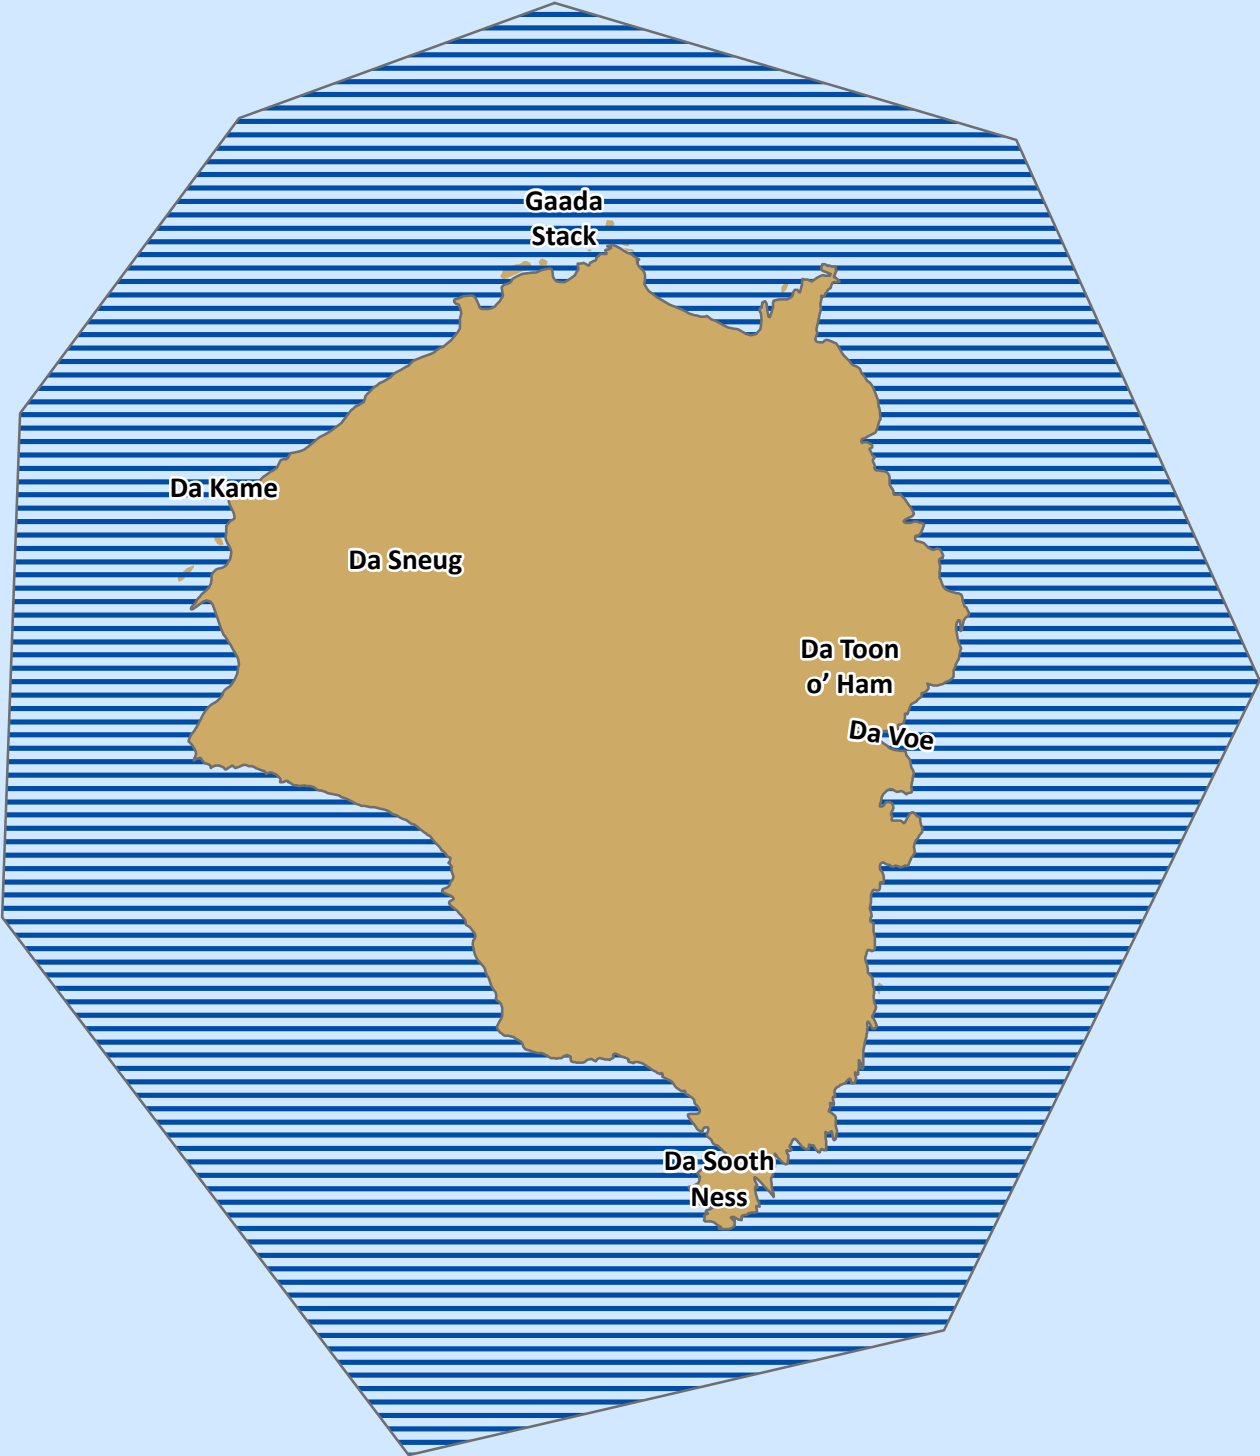 Gaada
Stack
Da Kame
Da Sneug
Da Toon
o’ Ham
Da Voe
Da Sooth
Ness